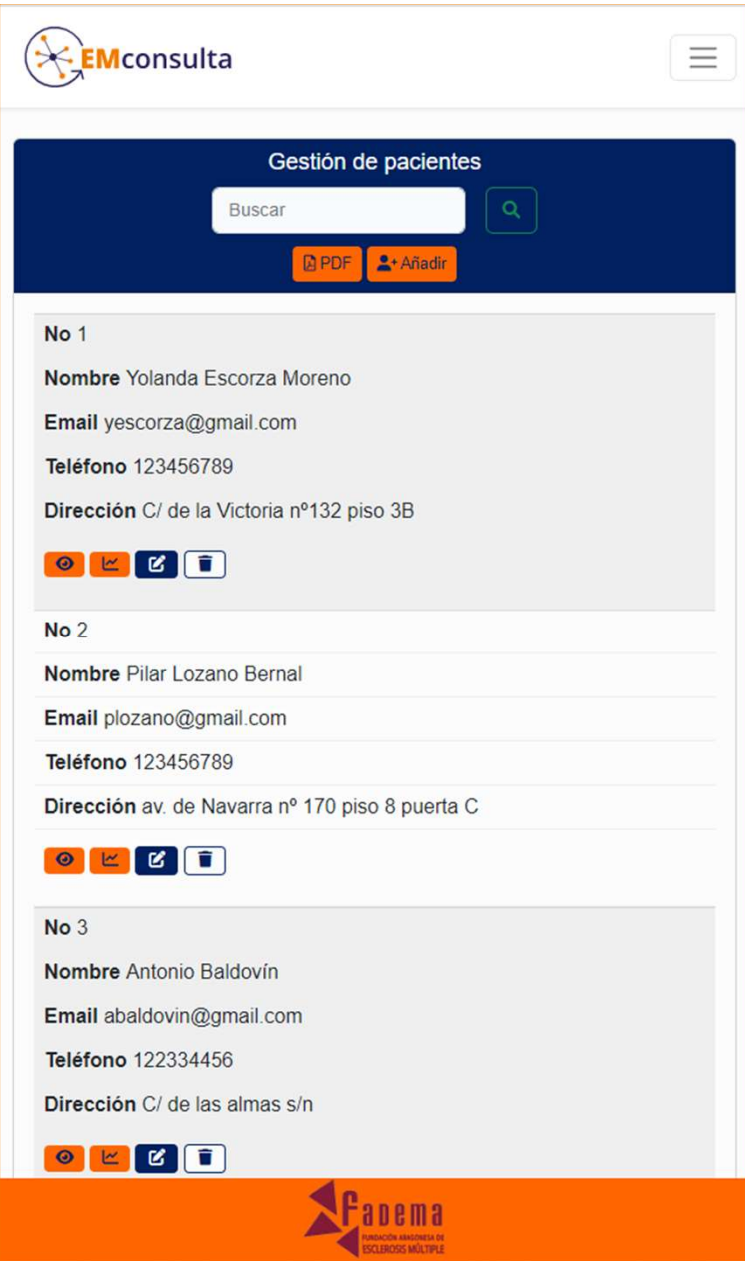 EMconsulta
Gestión de pacientes
Buscar
PDF
Añadir
No 1
Nombre Yolanda Escorza Moreno
Email yescorza@gmail.com
Teléfono 123456789
Dirección C/ de la Victoria nº132 piso 3B
No 2
Nombre Pilar Lozano Bernal
Email plozano@gmail.com
Teléfono 123456789
Dirección av. de Navarra nº 170 piso 8 puerta C
No 3
Nombre Antonio Baldovín
Email abaldovin@gmail.com
Teléfono 122334456
Dirección C/ de las almas s/n
FADEMA
FUNDACIÓN ARAGONESA DE
ESCLEROSIS MÚLTIPLE